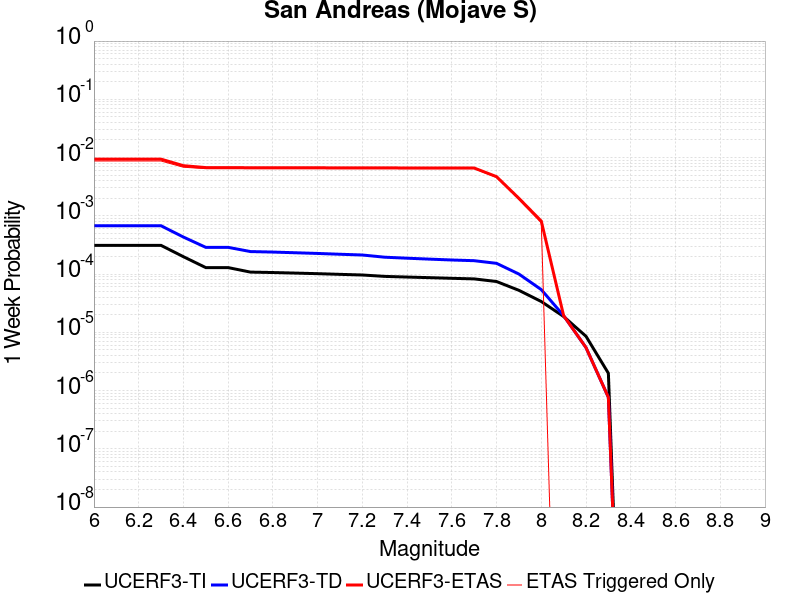 San Andreas (Mojave S)
10 0
10 -1
10 -2
10 -3
10 -4
10 -5
10 -6
10 -7
10 -8
1 Week Probability
6 6.2 6.4 6.6 6.8 7 7.2 7.4 7.6 7.8 8 8.2 8.4 8.6 8.8 9
Magnitude
UCERF3-TI UCERF3-TD UCERF3-ETAS ETAS Triggered Only